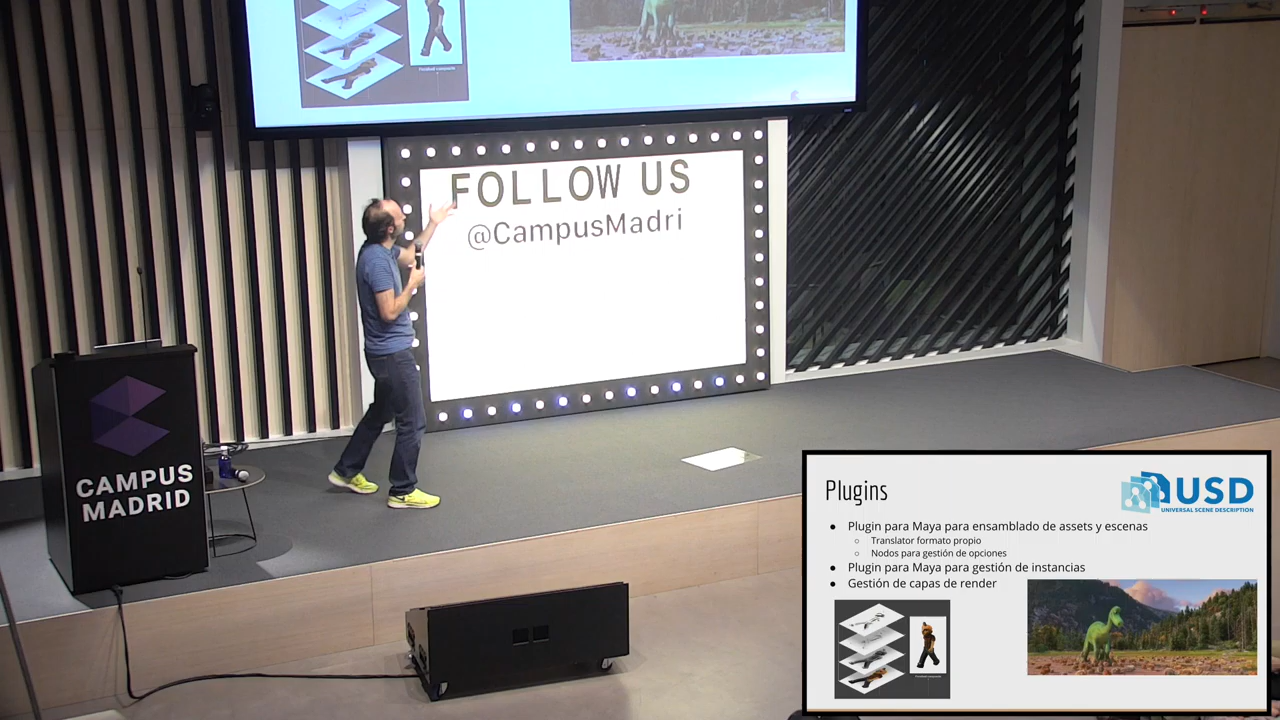 FOLLOW US
@CampusMadri
CAMPUS
MADRID
Plugins
USD
UNIVERSAL SCENE DESCRIPTION
● Plugin para Maya para ensamblado de assets y escenas
○ Translator formato propio
○ Nodos para gestión de opciones
● Plugin para Maya para gestión de instancias
● Gestión de capas de render